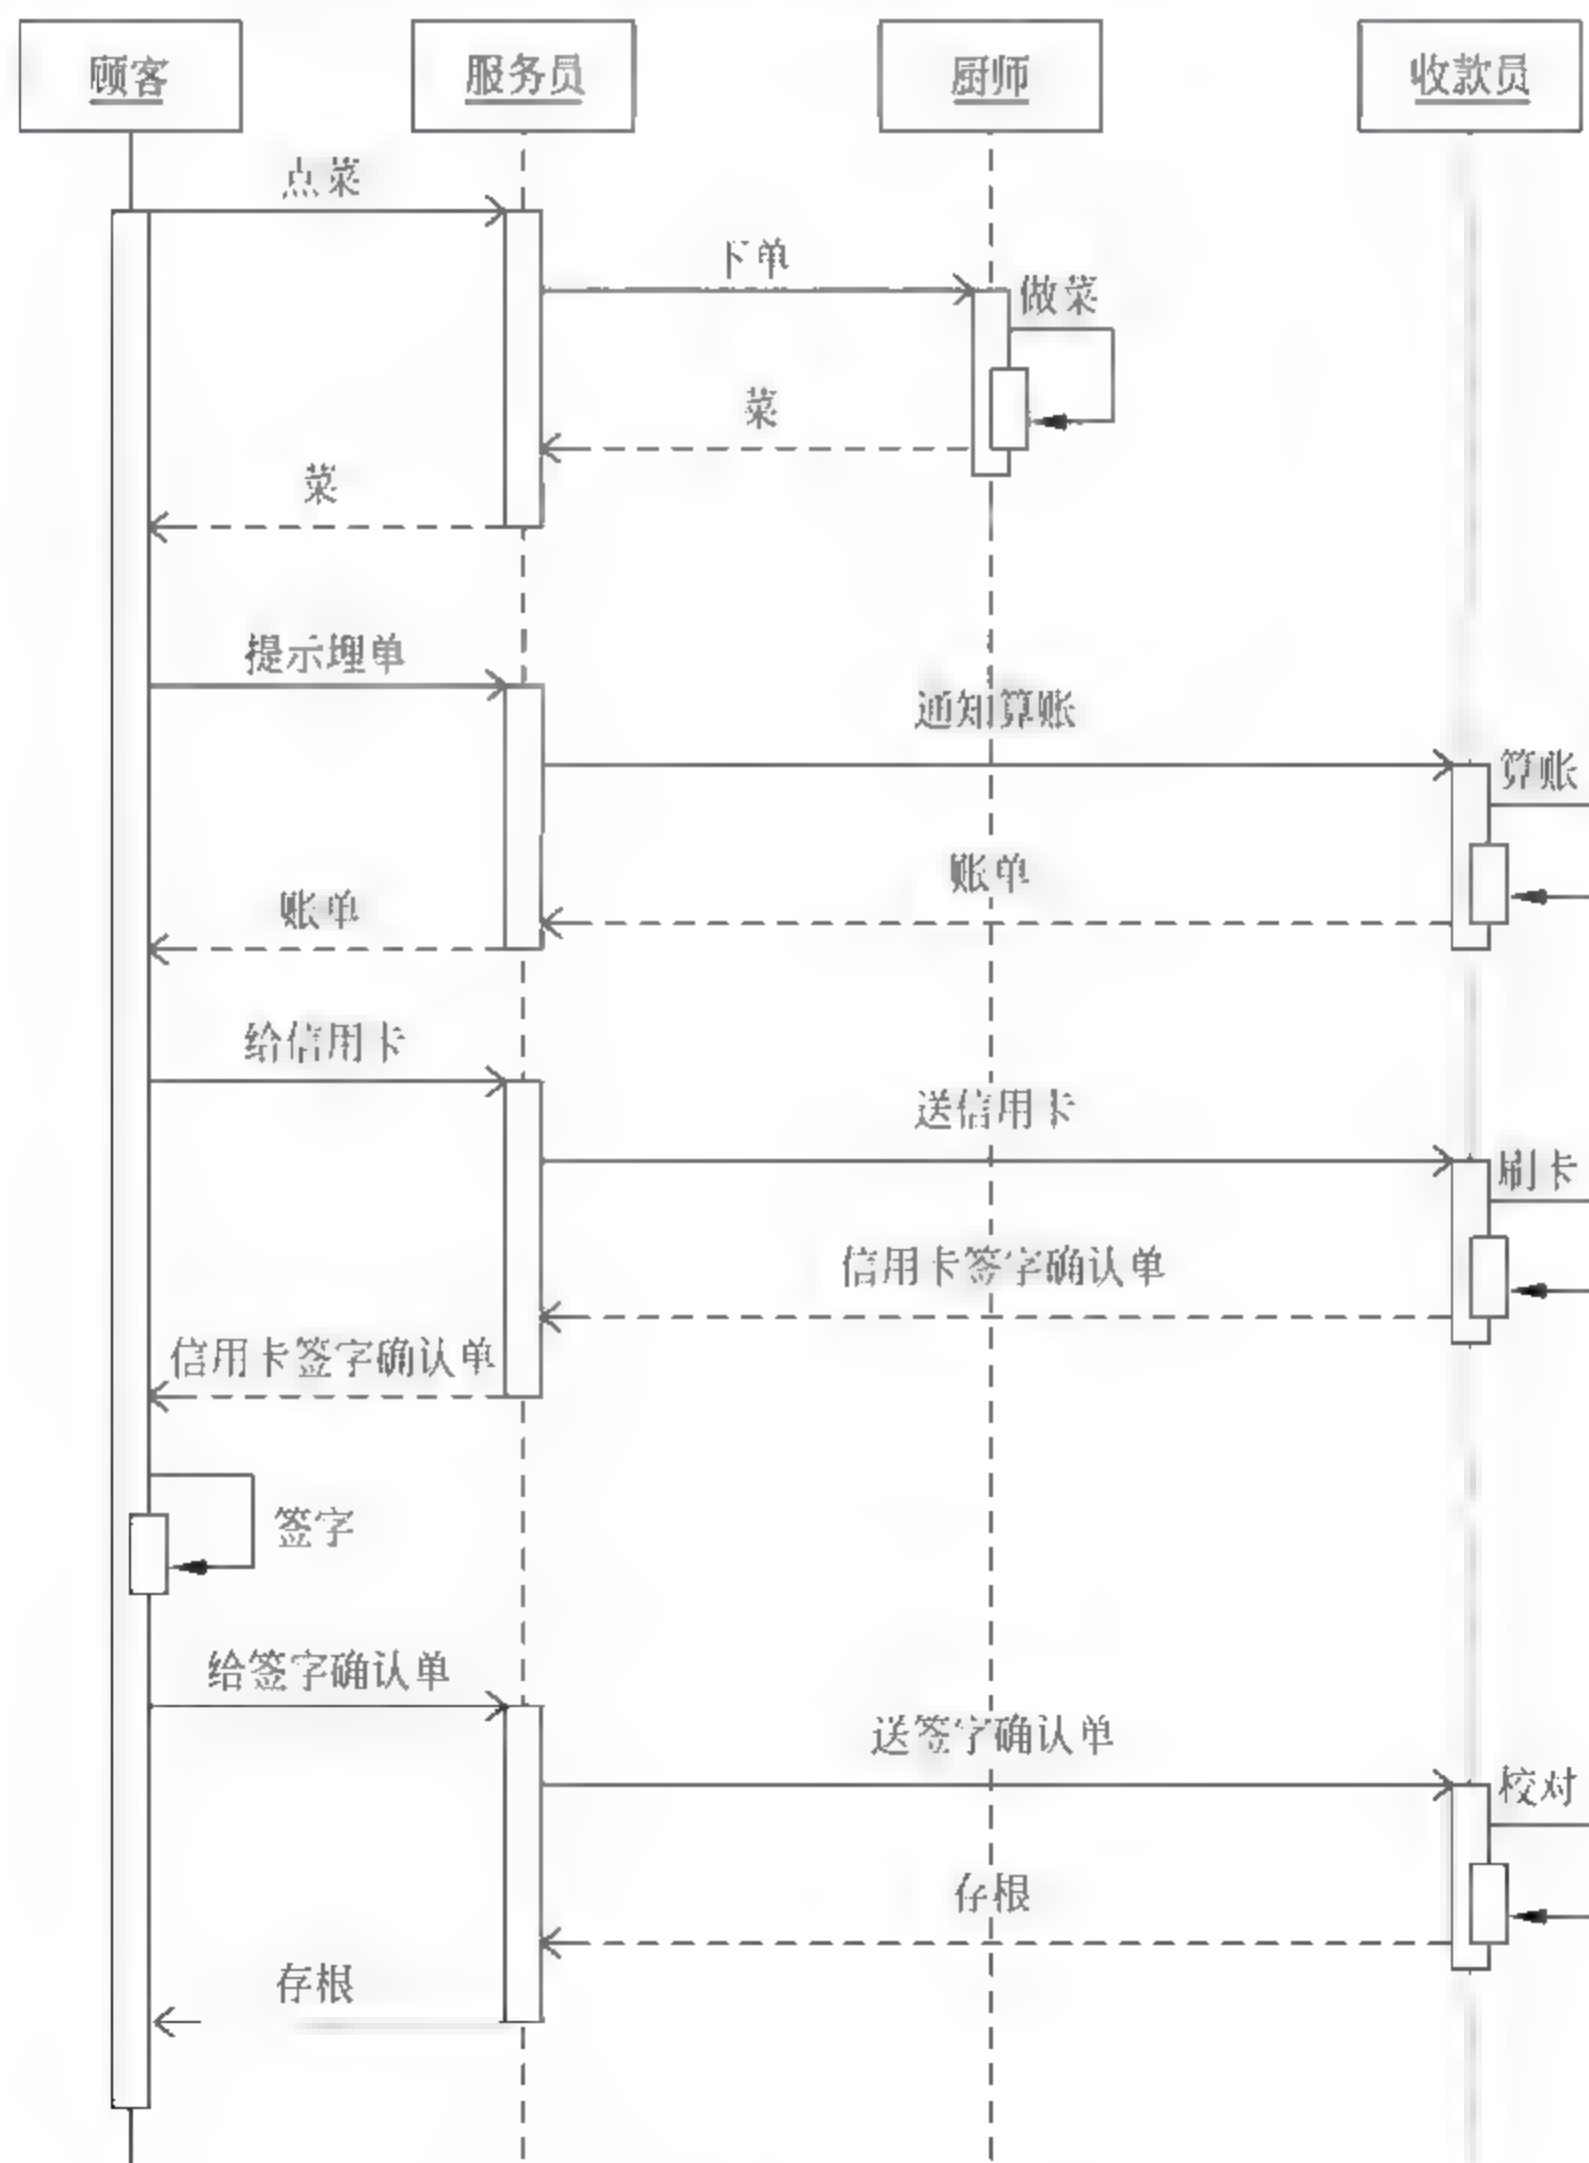 顾客 服务员 厨师 收款员
点菜
下单
做菜
菜
菜
提示埋单
通知算账
算账
账单
账单
给信用卡
送信用卡
刷卡
信用卡签字确认单
信用卡签字确认单
签字
给签字确认单
送签字确认单
校对
存根
存根